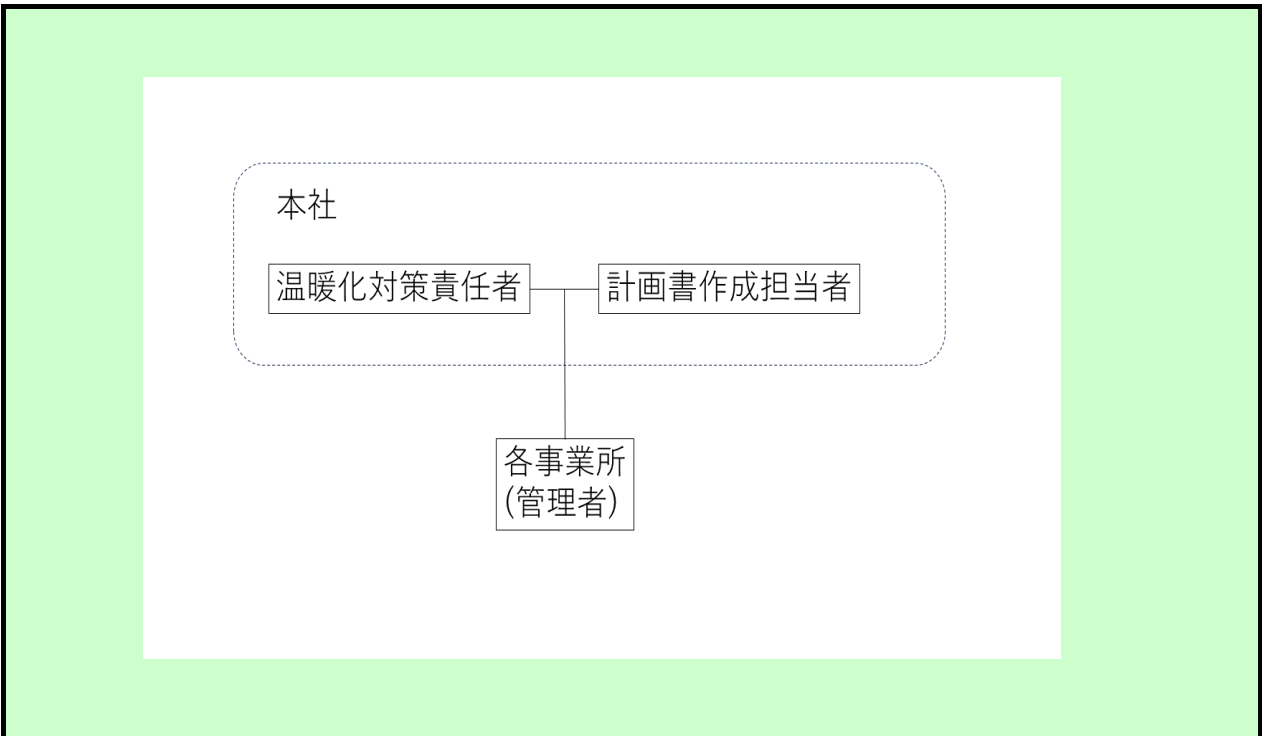 本社
温暖化対策責任者
計画書作成担当者
各事業所
(管理者)